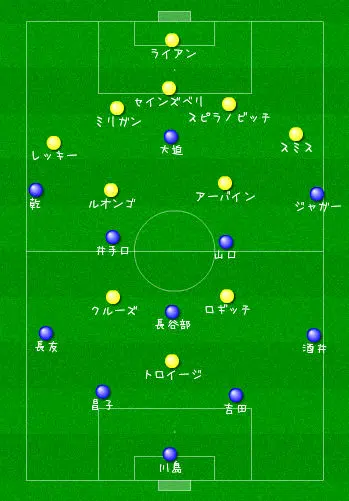 ライアン
セインズベリ
ミリガン
スピラノビッチ
大迫
スミス
レッキー
乾
ルオンゴ
アーバイン
ジャガー
井手口
山口
クルーズ
ロギッチ
長谷部
長友
酒井
トロイージ
昌子
吉田
川島